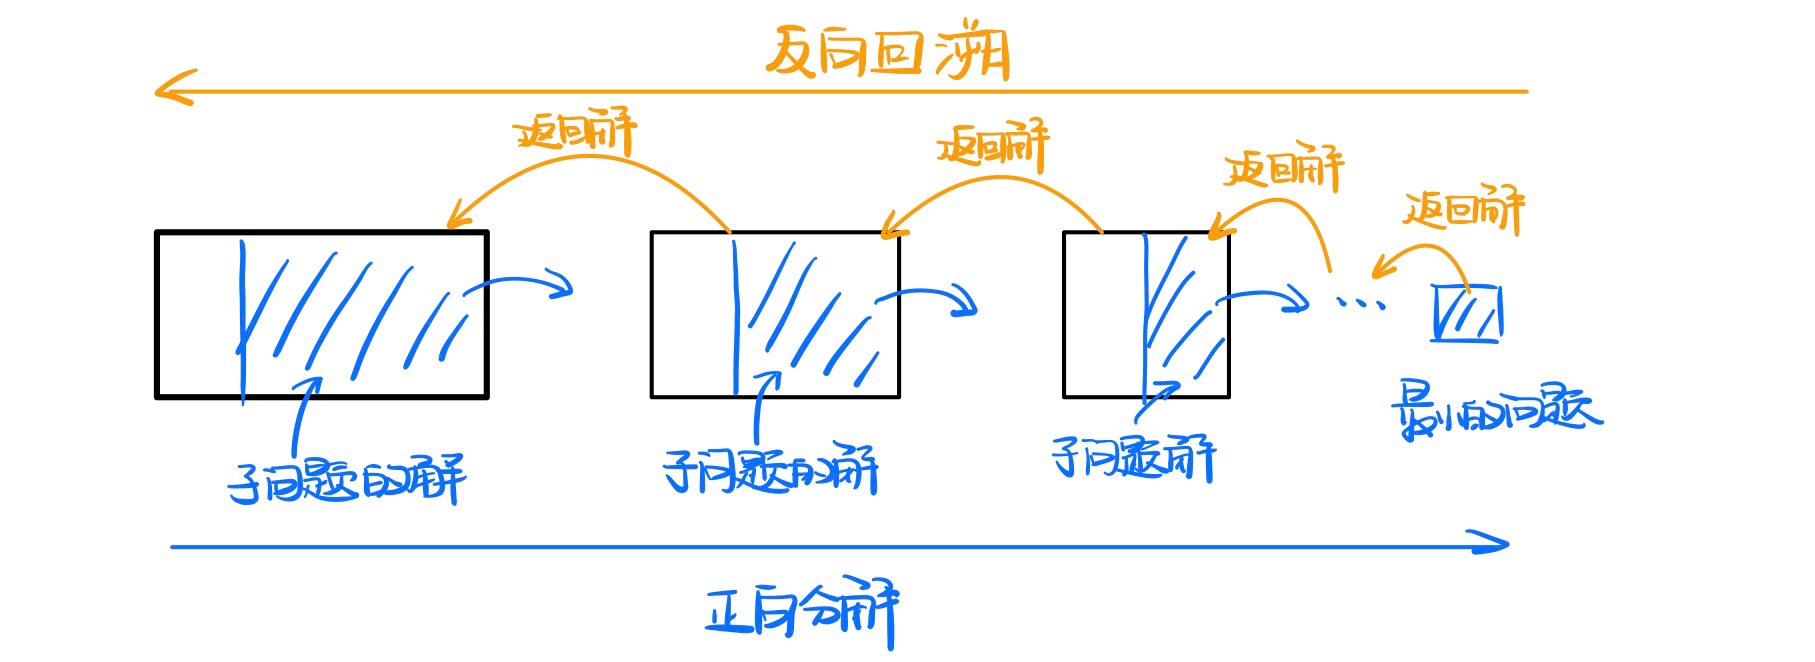 反向回溯
返回解
返回解
返回解
返回解
...
最小的问题
子问题的解
子问题的解
子问题解
正向分解